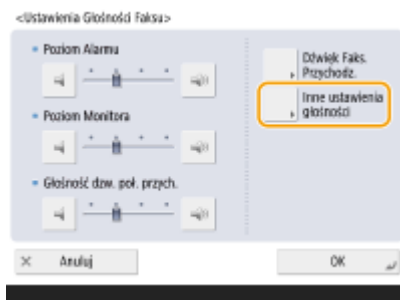 <Ustawienia Głośności Faksu>
Poziom Alarmu
Poziom Monitora
Głośność dzw. poł. przych.
Dźwięk Faks.
Przychodz.
Inne ustawienia
głośności
Anuluj
OK